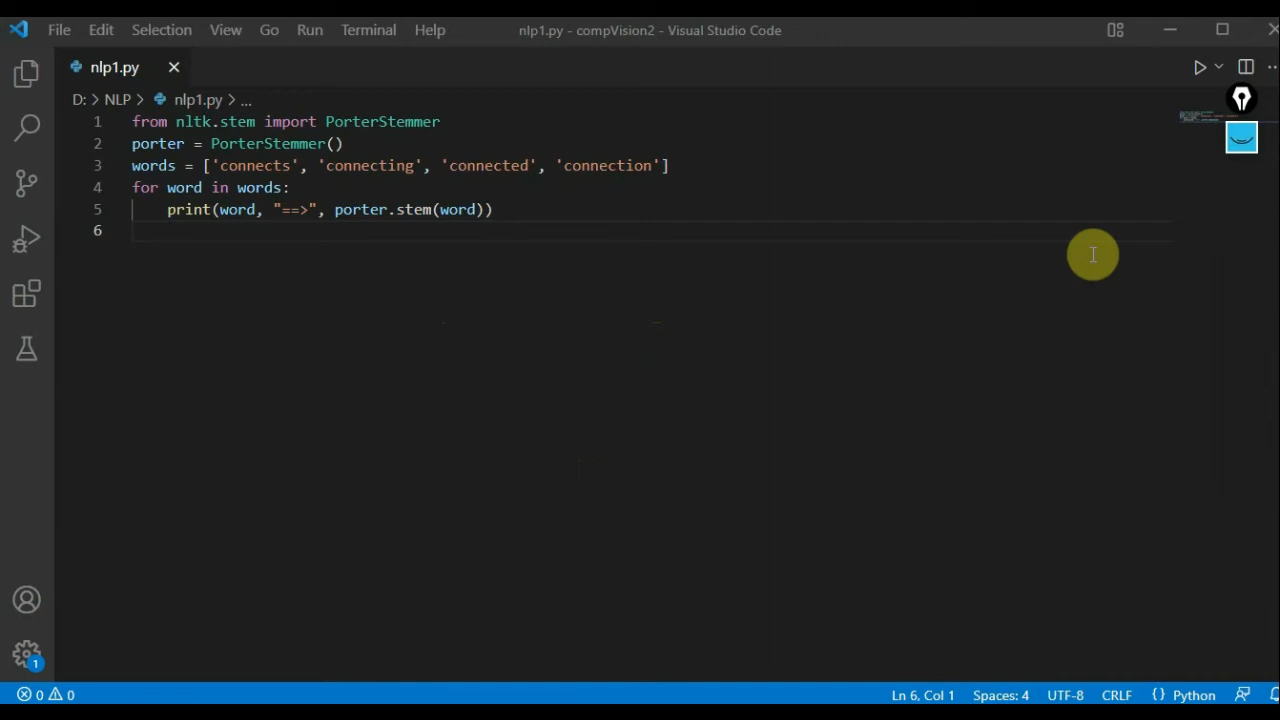 File Edit Selection View Go Run Terminal Help nlp1.py - compVision2 - Visual Studio Code
nlp1.py
D: > NLP > nlp1.py > ...
1 from nltk.stem import PorterStemmer
2 porter = PorterStemmer()
3 words = ['connects', 'connecting', 'connected', 'connection']
4 for word in words:
5     print(word, "==>", porter.stem(word))
6
1
0 0 Ln 6, Col 1 Spaces: 4 UTF-8 CRLF {} Python